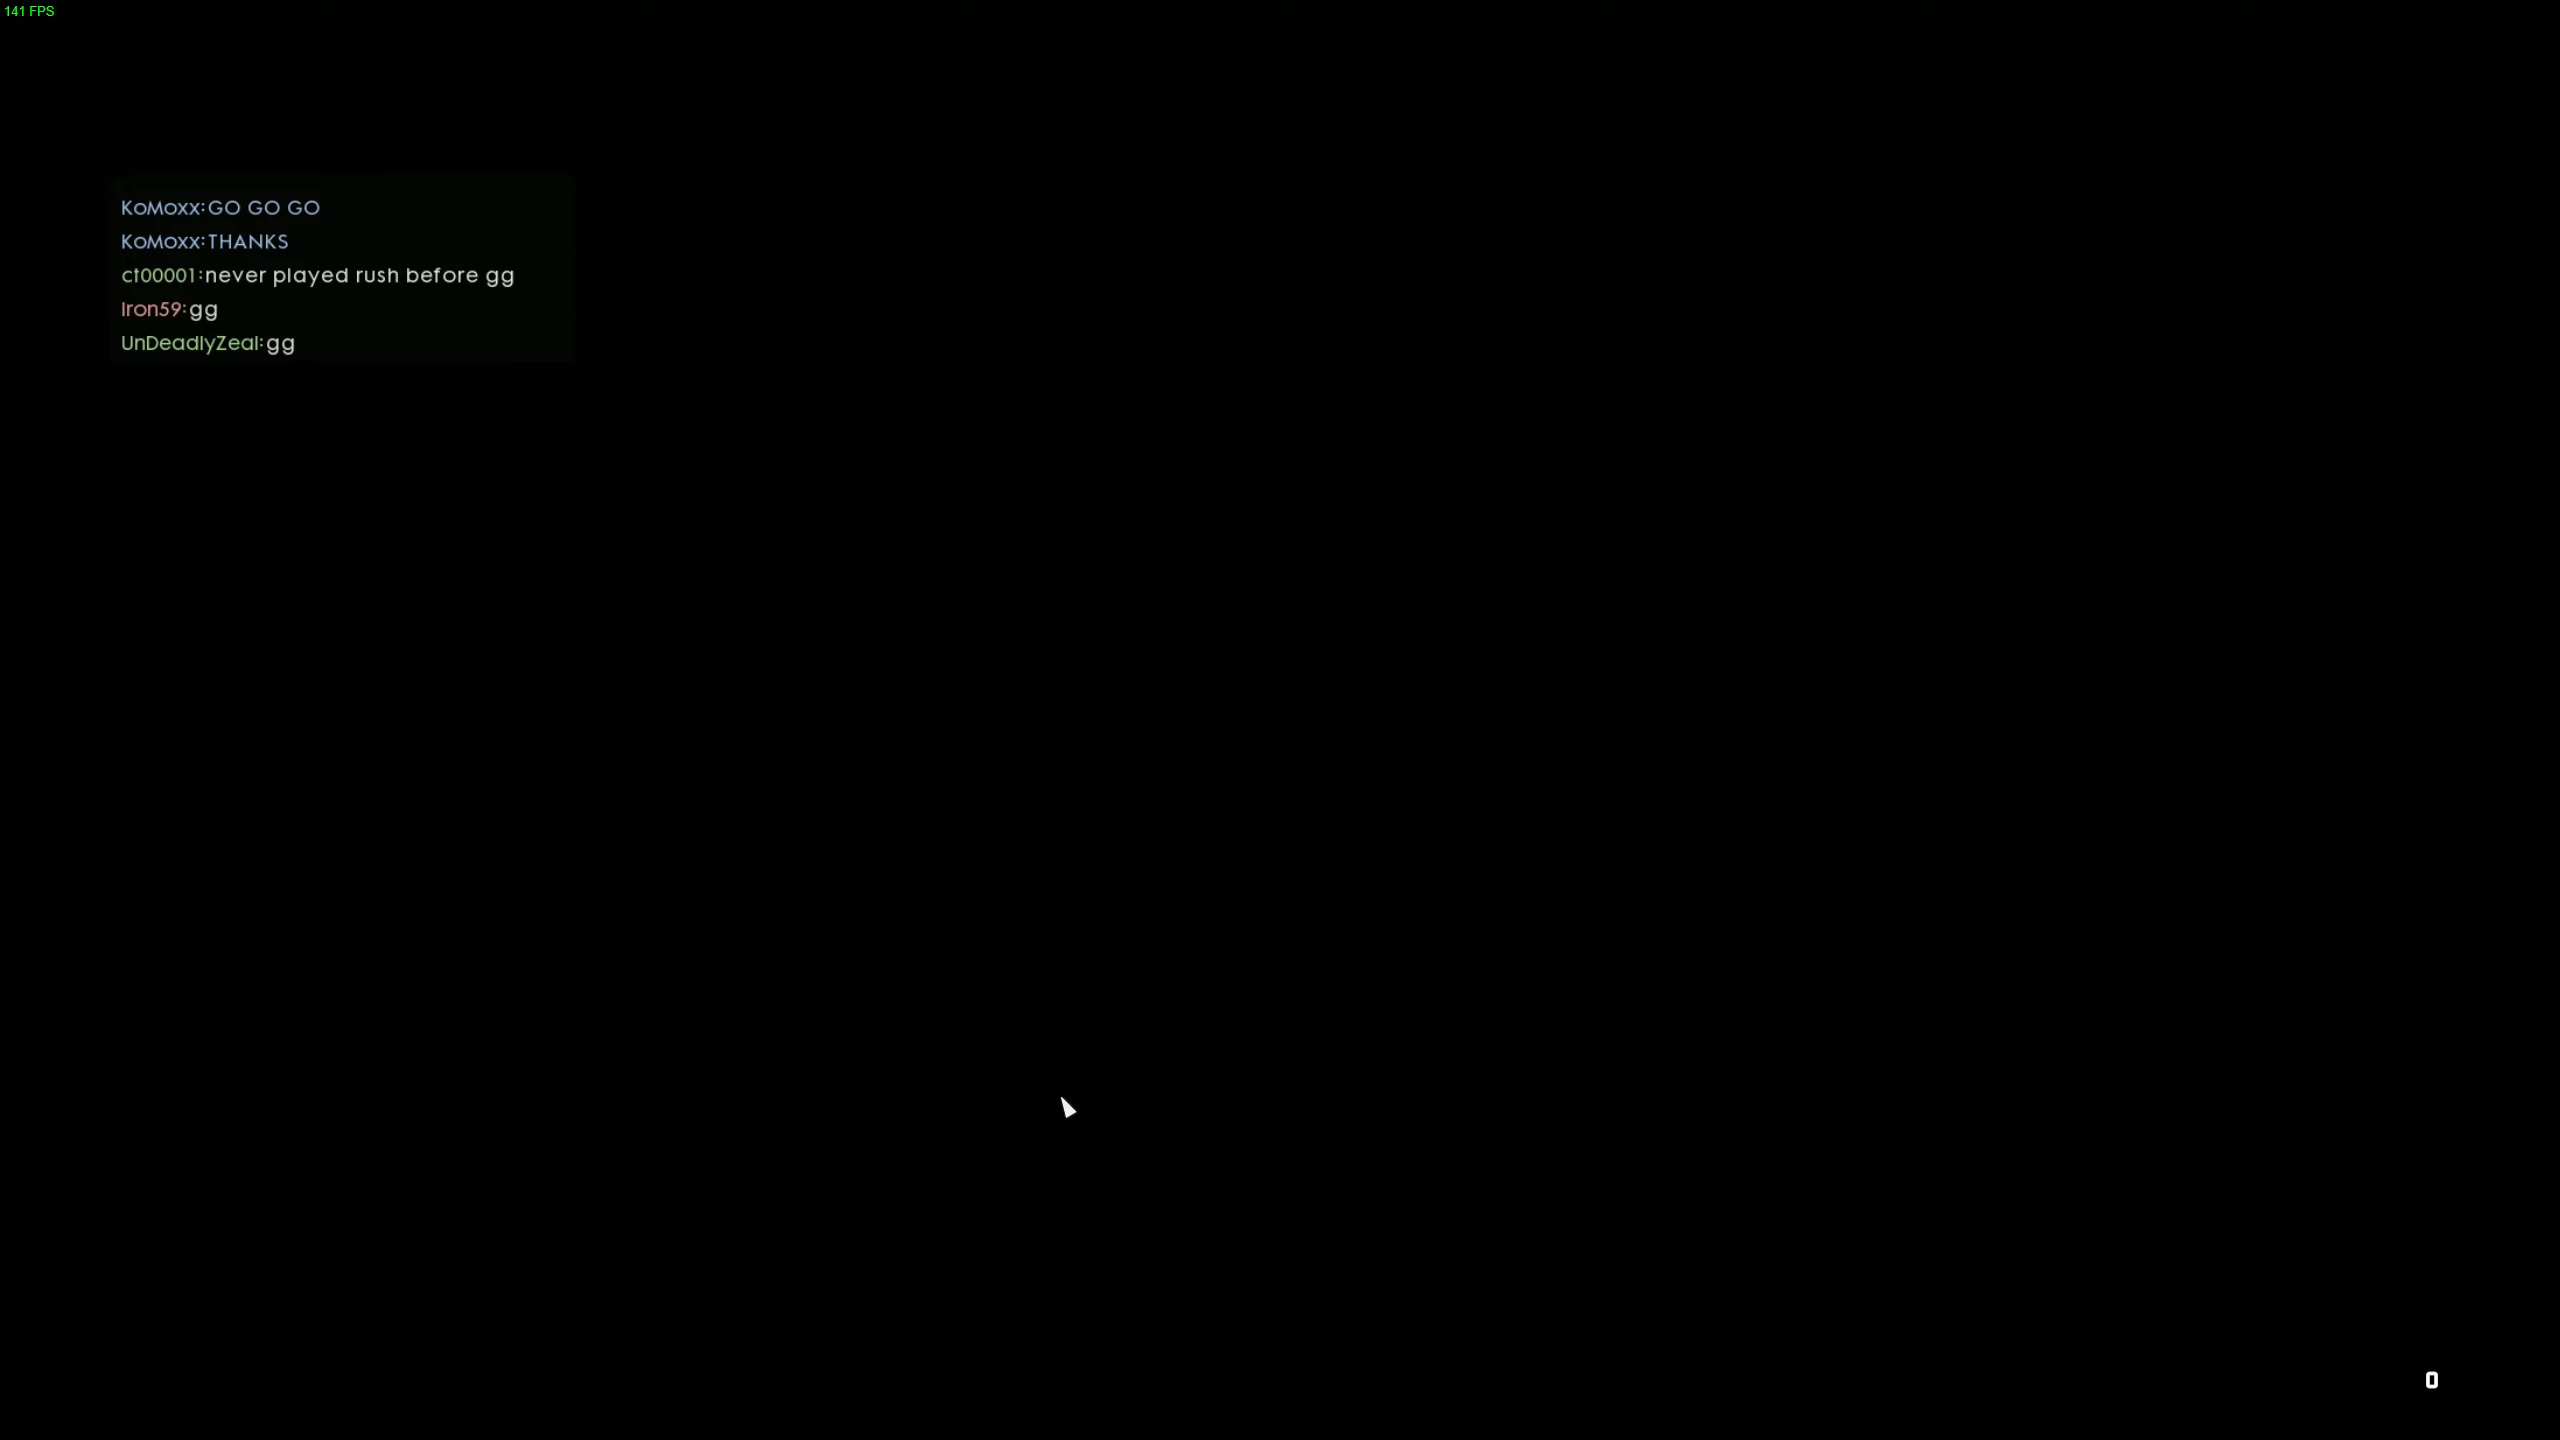 141 FPS
KoMoxx:GO GO GO
KoMoxx:THANKS
ct00001:never played rush before gg
Iron59:gg
UnDeadlyZeal:gg
0